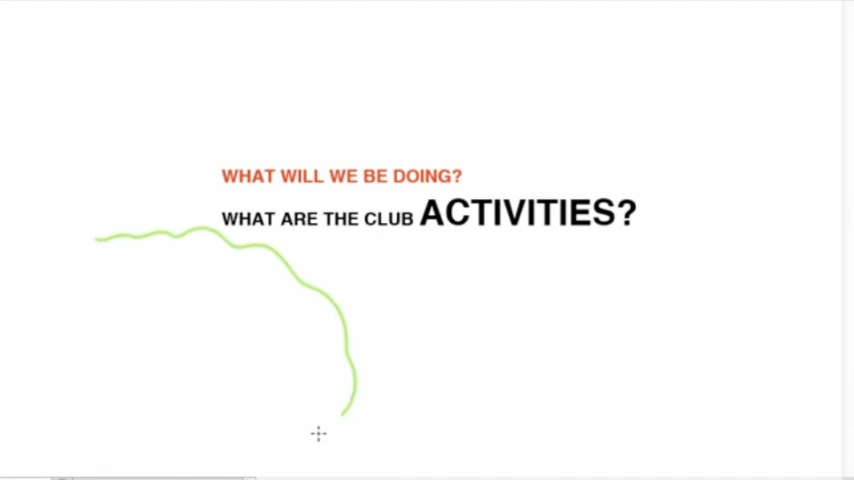 WHAT WILL WE BE DOING?
WHAT ARE THE CLUB ACTIVITIES?